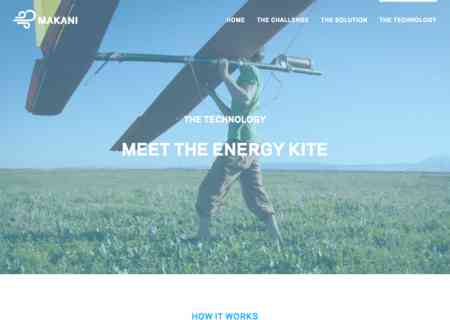 MAKANI
HOME THE CHALLENGE THE SOLUTION THE TECHNOLOGY
THE TECHNOLOGY
MEET THE ENERGY KITE
HOW IT WORKS